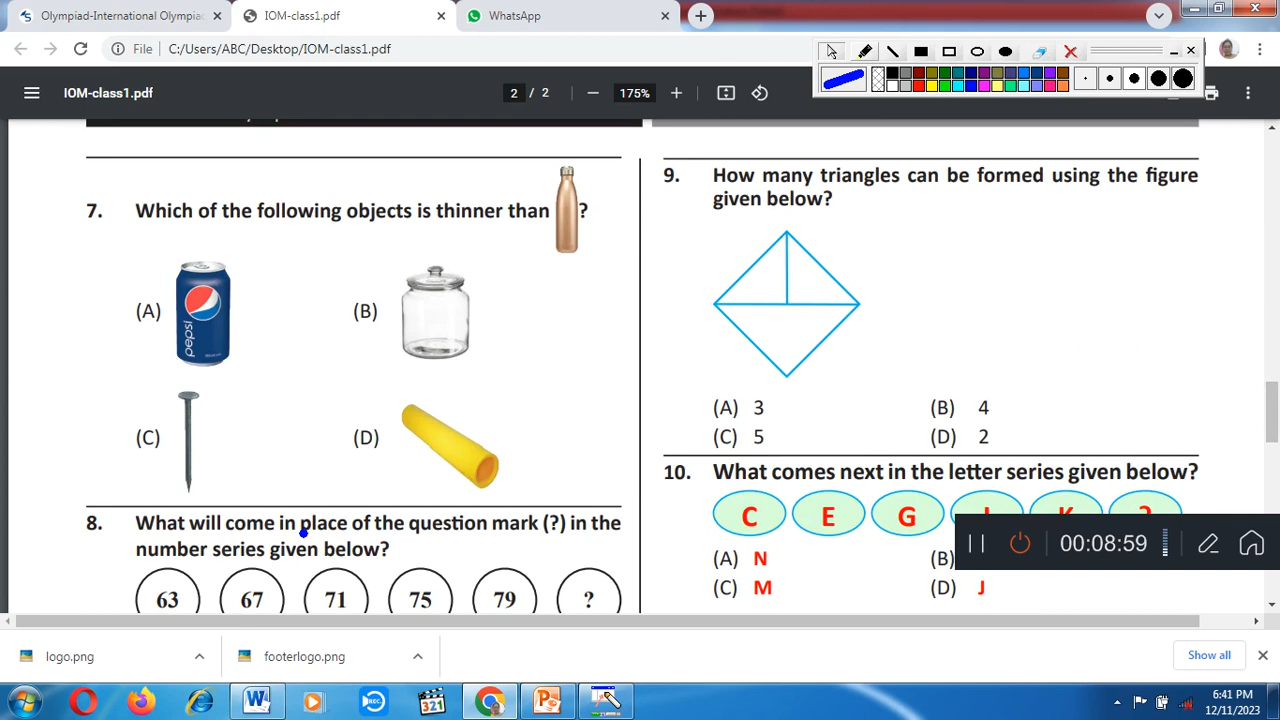 Olympiad-International Olympiad
IOM-class1.pdf
WhatsApp
File
C:/Users/ABC/Desktop/IOM-class1.pdf
IOM-class1.pdf
2 / 2
175%
7. Which of the following objects is thinner than ?
(A)
pepsi
(B)
(C)
(D)
8. What will come in place of the question mark (?) in the
number series given below?
63 67 71 75 79 ?
9. How many triangles can be formed using the figure
given below?
(A) 3
(B) 4
(C) 5
(D) 2
10. What comes next in the letter series given below?
C E G I K ?
(A) N
(B)
(C) M
(D) J
00:08:59
logo.png
footerlogo.png
Show all
REC
321
6:41 PM
12/11/2023